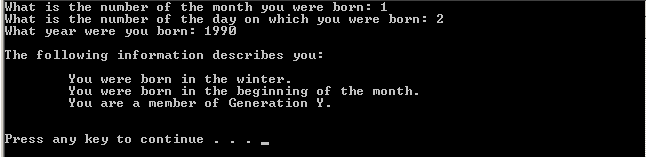 What is the number of the month you were born: 1
What is the number of the day on which you were born: 2
What year were you born: 1990
The following information describes you:
You were born in the winter.
You were born in the beginning of the month.
You are a member of Generation Y.
Press any key to continue . . . _